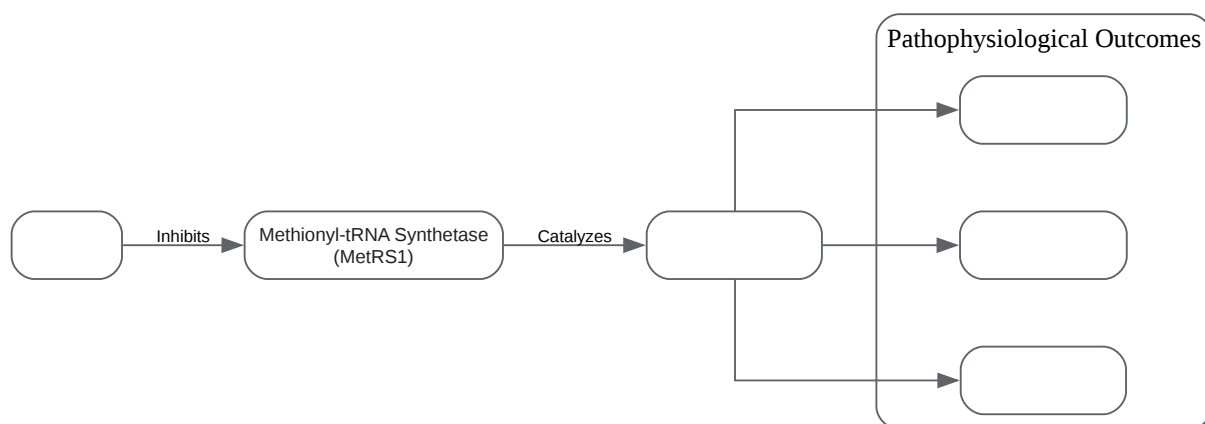 Pathophysiological Outcomes
Inhibits
Methionyl-tRNA Synthetase
(MetRS1)
Catalyzes